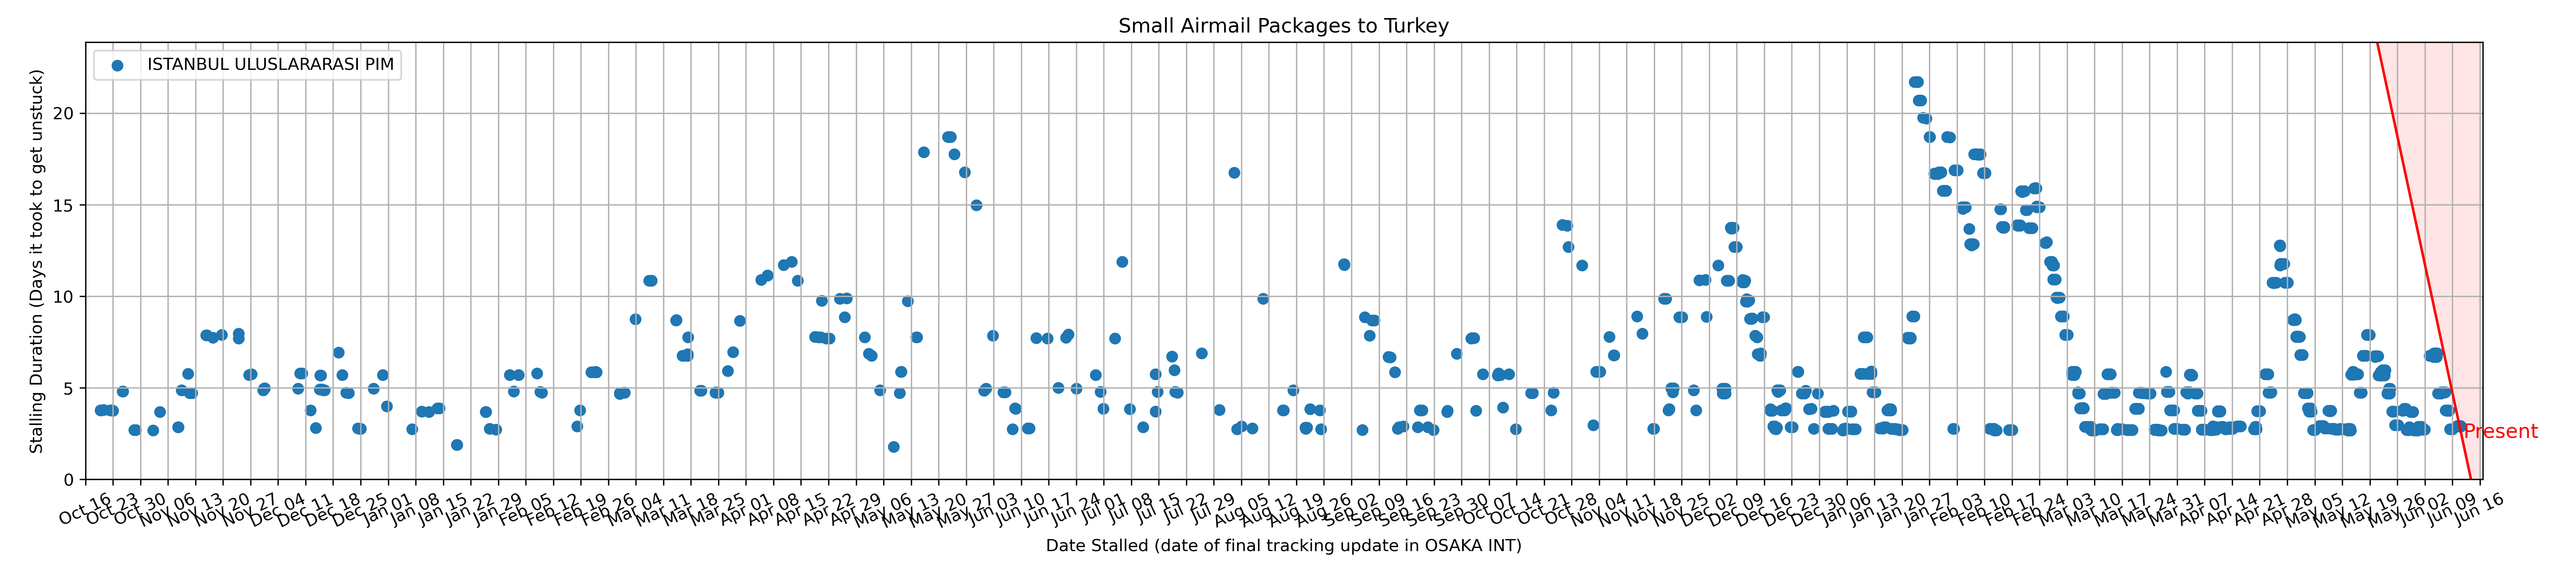 Small Airmail Packages to Turkey
ISTANBUL ULUSLARARASI PIM
Stalling Duration (Days it took to get unstuck)
20
15
10
5
0
Present
Oct 16
Oct 23
Oct 30
Nov 06
Nov 13
Nov 20
Nov 27
Dec 04
Dec 11
Dec 18
Dec 25
Jan 01
Jan 08
Jan 15
Jan 22
Jan 29
Feb 05
Feb 12
Feb 19
Feb 26
Mar 04
Mar 11
Mar 18
Mar 25
Apr 01
Apr 08
Apr 15
Apr 22
Apr 29
May 06
May 13
May 20
May 27
Jun 03
Jun 10
Jun 17
Jun 24
Jul 01
Jul 08
Jul 15
Jul 22
Jul 29
Aug 05
Aug 12
Aug 19
Aug 26
Sep 02
Sep 09
Sep 16
Sep 23
Sep 30
Oct 07
Oct 14
Oct 21
Oct 28
Nov 04
Nov 11
Nov 18
Nov 25
Dec 02
Dec 09
Dec 16
Dec 23
Dec 30
Jan 06
Jan 13
Jan 20
Jan 27
Feb 03
Feb 10
Feb 17
Feb 24
Mar 03
Mar 10
Mar 17
Mar 24
Mar 31
Apr 07
Apr 14
Apr 21
Apr 28
May 05
May 12
May 19
May 26
Jun 02
Jun 09
Jun 16
Date Stalled (date of final tracking update in OSAKA INT)